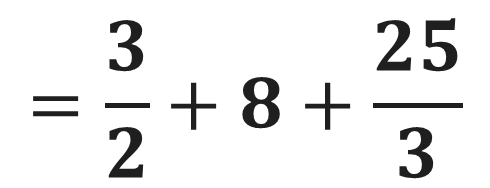 = 3/2 + 8 + 25/3